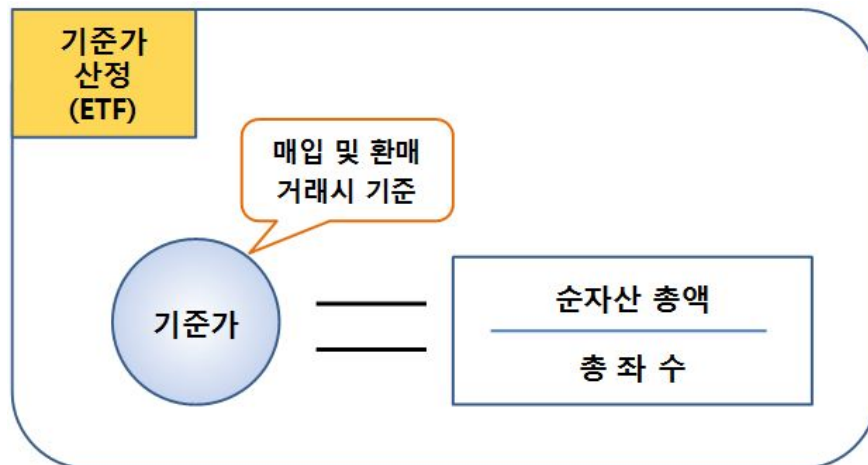 기준가
산정
(ETF)
매입 및 환매
거래시 기준
기준가
순자산 총액
총 좌 수